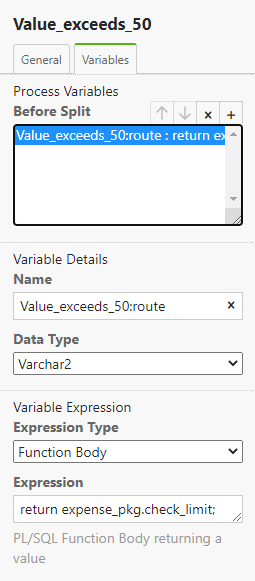 Value_exceeds_50
General
Variables
Process Variables
Before Split
Value_exceeds_50:route : return ex
Variable Details
Name
Value_exceeds_50:route
Data Type
Varchar2
Variable Expression
Expression Type
Function Body
Expression
return expense_pkg.check_limit;
PL/SQL Function Body returning a
value